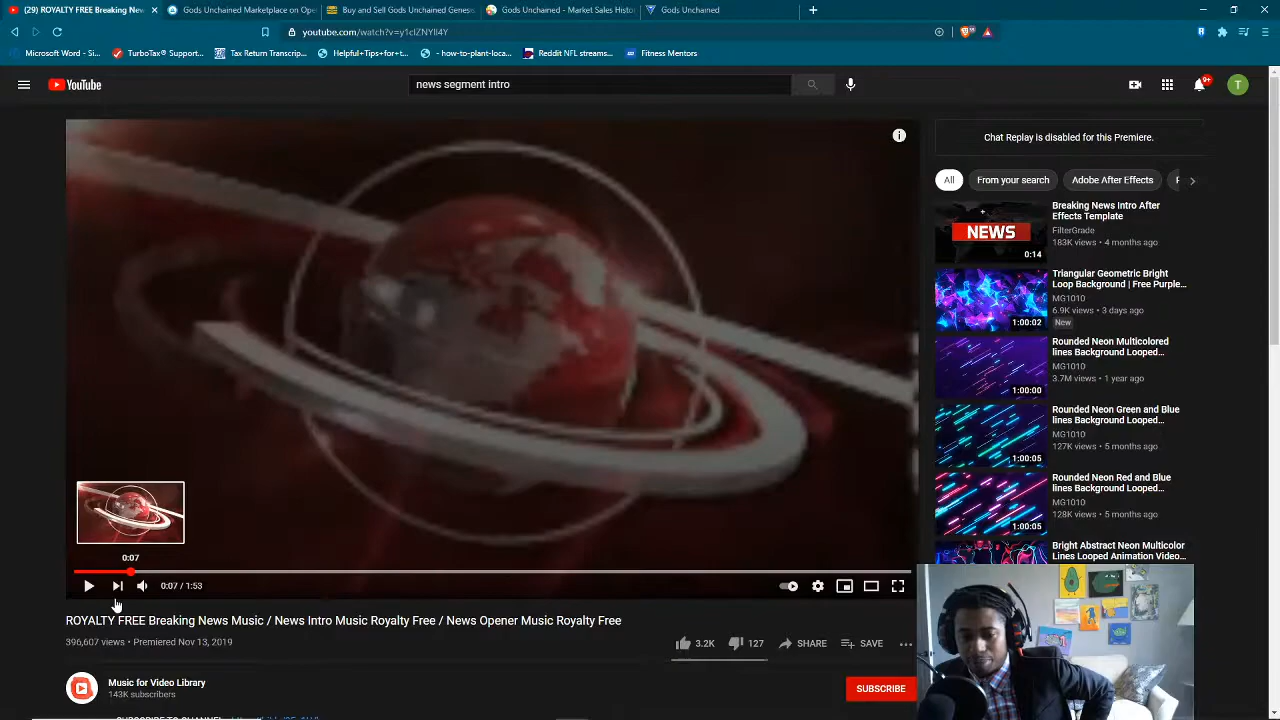 (29) ROYALTY FREE Breaking New
Gods Unchained Marketplace on Ope
Buy and Sell Gods Unchained Genesi
Gods Unchained - Market Sales Histo
Gods Unchained
youtube.com/watch?v=y1clZNYlI4Y
Microsoft Word - Si...
TurboTax® Support...
Tax Return Transcrip...
Helpful+Tips+for+t...
- how-to-plant-loca...
Reddit NFL streams...
Fitness Mentors
YouTube
news segment intro
9+
T
Chat Replay is disabled for this Premiere.
All
From your search
Adobe After Effects
NEWS
0:14
Breaking News Intro After
Effects Template
FilterGrade
183K views • 4 months ago
1:00:02
Triangular Geometric Bright
Loop Background | Free Purple...
MG1010
6.9K views • 3 days ago
New
1:00:00
Rounded Neon Multicolored
lines Background Looped...
MG1010
3.7M views • 1 year ago
1:00:05
Rounded Neon Green and Blue
lines Background Looped...
MG1010
127K views • 5 months ago
1:00:05
Rounded Neon Red and Blue
lines Background Looped...
MG1010
128K views • 5 months ago
Bright Abstract Neon Multicolor
Lines Looped Animation Video...
0:07
0:07 / 1:53
ROYALTY FREE Breaking News Music / News Intro Music Royalty Free / News Opener Music Royalty Free
396,607 views • Premiered Nov 13, 2019
3.2K
127
SHARE
SAVE
Music for Video Library
143K subscribers
SUBSCRIBE